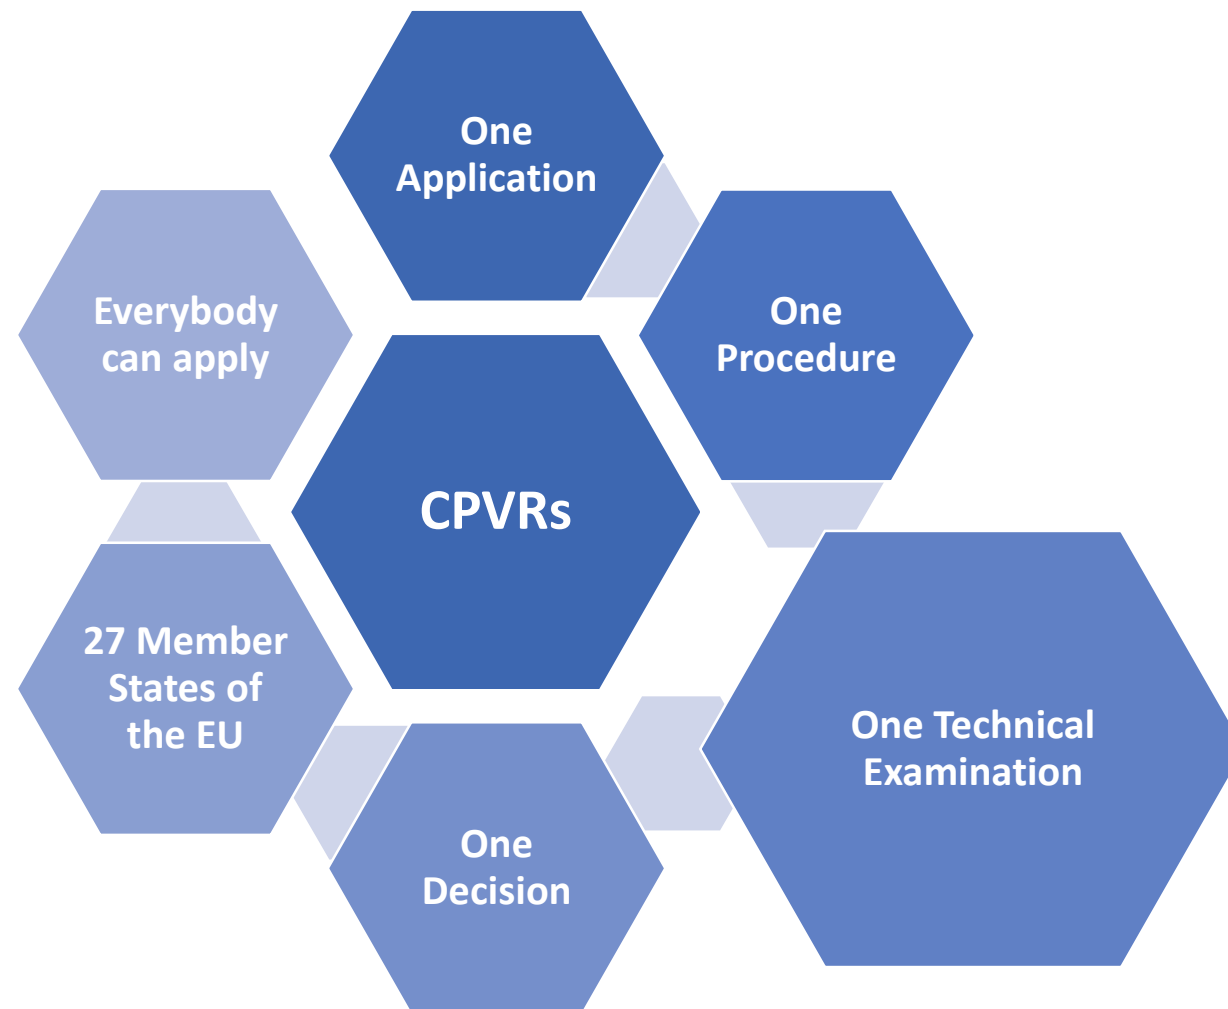 One
Application
One
Procedure
Everybody
can apply
CPVRs
27 Member
States of
the EU
One Technical
Examination
One
Decision